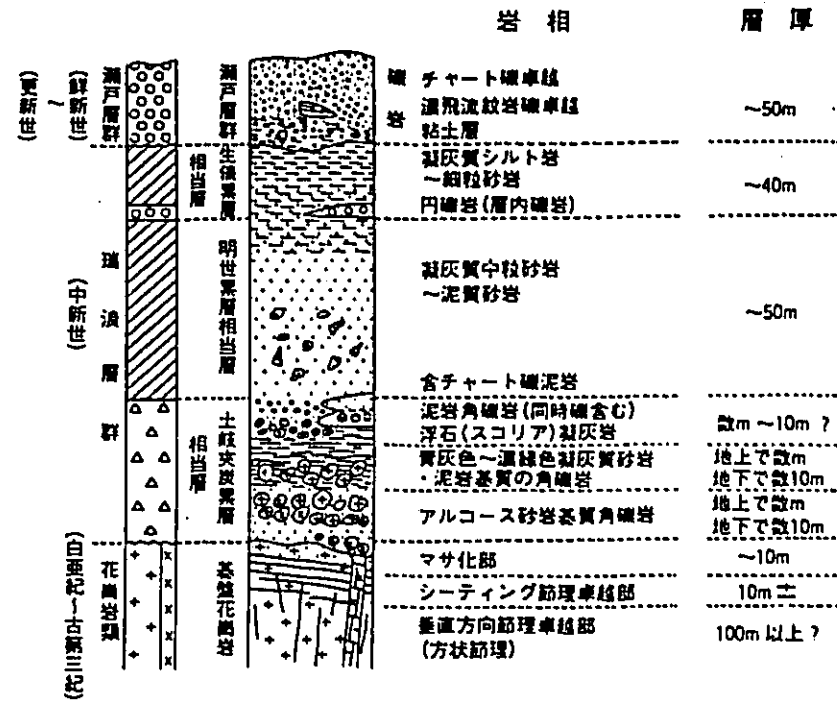 岩相 層厚
(更新世)
～
(鮮新世)
瀬戸層群
瀬戸層群
礫岩
チャート礫卓越
濃飛流紋岩礫卓越
粘土層
～50m
相当層
生俵累層
凝灰質シルト岩
～細粒砂岩
円礫岩(層内礫岩)
～40m
(中新世)
瑞浪層群
明世累層相当層
凝灰質中粒砂岩
～泥質砂岩
含チャート礫泥岩
～50m
相当層
土岐夾炭累層
泥岩角礫岩(同時礫含む)
浮石(スコリア)凝灰岩
数m～10m ?
青灰色～濃緑色凝灰質砂岩
・泥岩基質の角礫岩
地上で数m
地下で数10m
アルコース砂岩基質角礫岩
地上で数m
地下で数10m
(白亜紀～古第三紀)
花崗岩類
基盤花崗岩
マサ化部
～10m
シーティング節理卓越部
10m±
垂直方向節理卓越部
(方状節理)
100m以上?